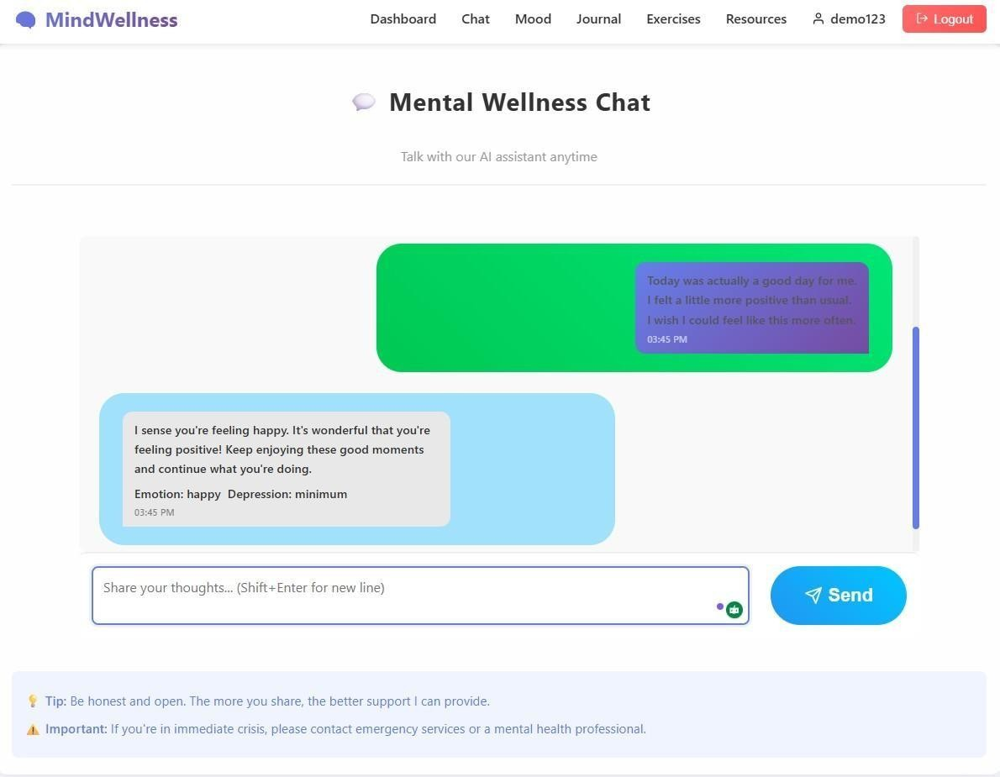 MindWellness Dashboard Chat Mood Journal Exercises Resources demo123 Logout
Mental Wellness Chat
Talk with our AI assistant anytime
Today was actually a good day for me.
I felt a little more positive than usual.
I wish I could feel like this more often.
03:45 PM
I sense you're feeling happy. It's wonderful that you're
feeling positive! Keep enjoying these good moments
and continue what you're doing.
Emotion: happy Depression: minimum
03:45 PM
Share your thoughts... (Shift+Enter for new line)
Send
Tip: Be honest and open. The more you share, the better support I can provide.
Important: If you're in immediate crisis, please contact emergency services or a mental health professional.